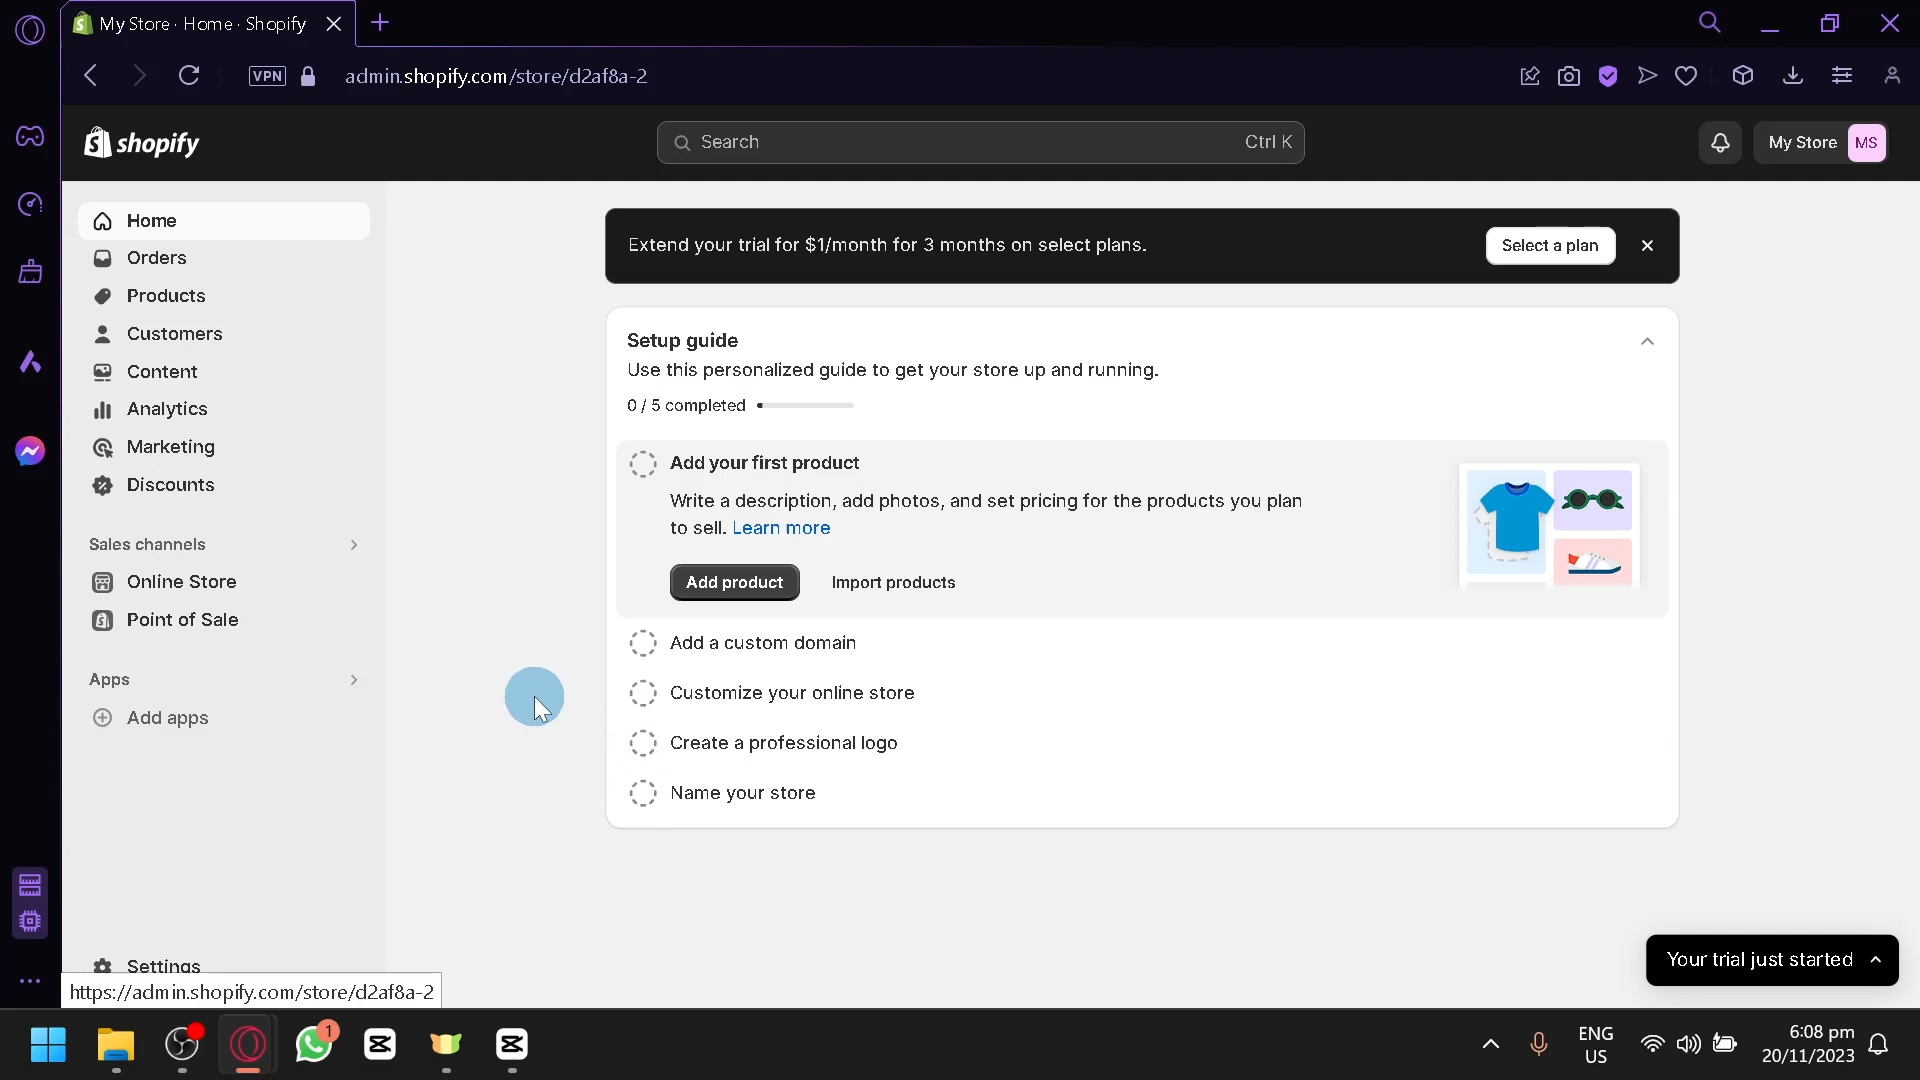 My Store · Home · Shopify
VPN
admin.shopify.com/store/d2af8a-2
shopify
Search
Ctrl K
My Store
MS
Home
Orders
Products
Customers
Content
Analytics
Marketing
Discounts
Sales channels
Online Store
Point of Sale
Apps
Add apps
Settings
https://admin.shopify.com/store/d2af8a-2
Extend your trial for $1/month for 3 months on select plans.
Select a plan
Setup guide
Use this personalized guide to get your store up and running.
0 / 5 completed
Add your first product
Write a description, add photos, and set pricing for the products you plan
to sell. Learn more
Add product
Import products
Add a custom domain
Customize your online store
Create a professional logo
Name your store
Your trial just started
1
ENG
US
6:08 pm
20/11/2023